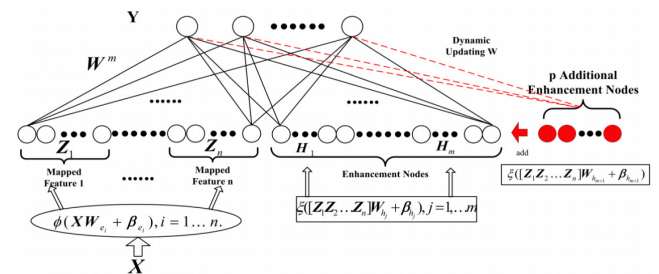 Y
Dynamic
Updating W
W^m
p Additional
Enhancement Nodes
Z_1
Z_n
H_1
H_m
add
Mapped
Feature 1
Mapped
Feature n
Enhancement Nodes
ξ([Z_1Z_2…Z_n]W_{h_{m+1}} + β_{h_{m+1}})
φ(XW_{e_i} + β_{e_i}), i = 1… n.
ξ([Z_1Z_2…Z_n]W_{h_j} + β_{h_j}), j = 1,…m
X